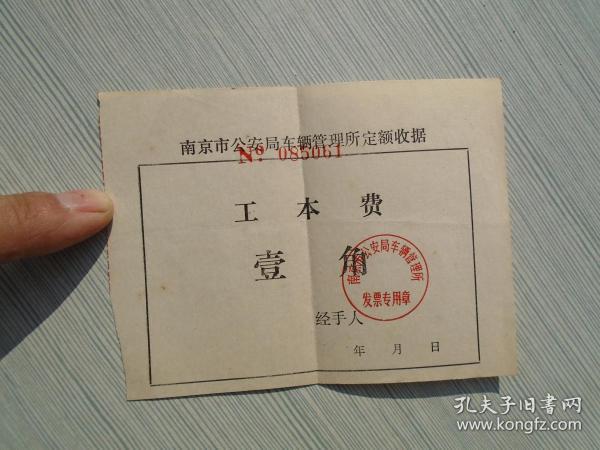 南京市公安局车辆管理所定额收据
No 085061
工本费
壹角
南京市公安局车辆管理所
发票专用章
经手人
年 月 日
孔夫子旧书网
www.kongfz.com